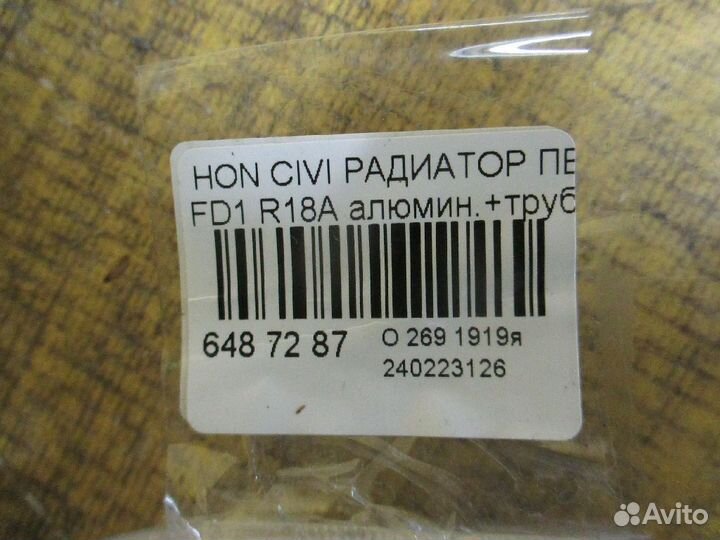 HON CIVI РАДИАТОР ПЕ
FD1 R18A алюмин.+труб
648 72 87
О 269 1919я
240223126
Avito